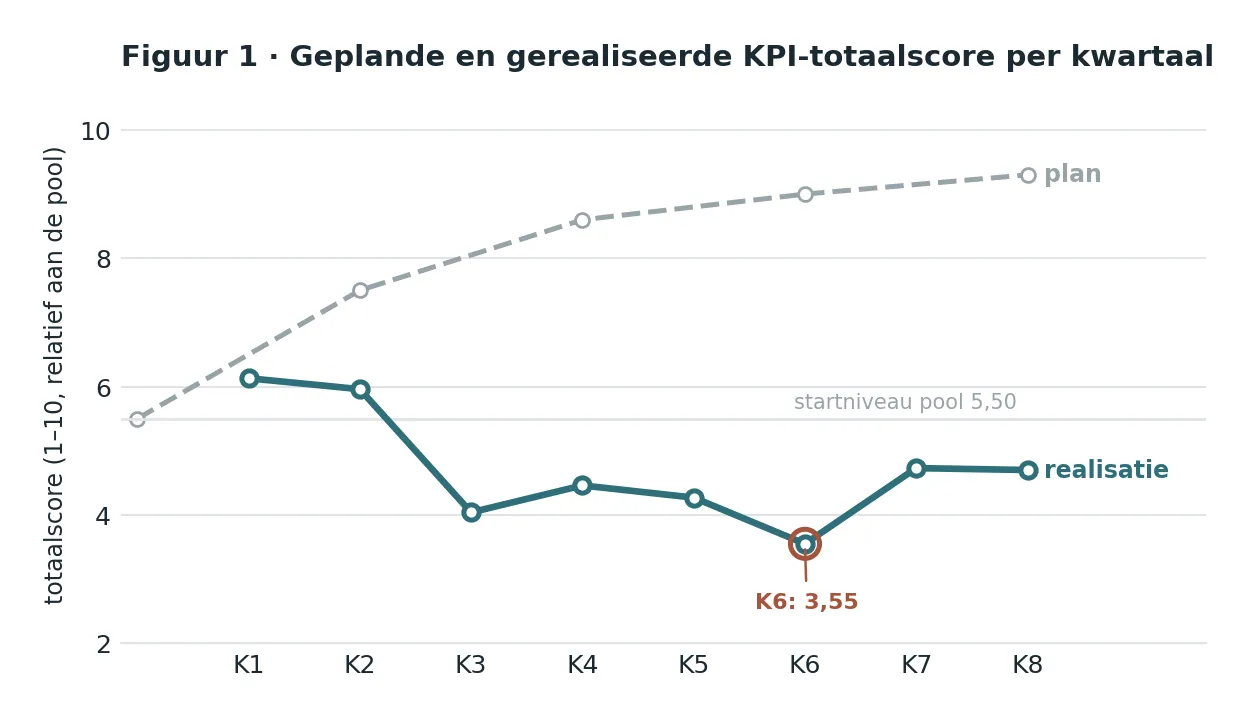 Figuur 1 · Geplande en gerealiseerde KPI-totaalscore per kwartaal
totaalscore (1–10, relatief aan de pool)
10
8
6
4
2
plan
startniveau pool 5,50
realisatie
K6: 3,55
K1 K2 K3 K4 K5 K6 K7 K8